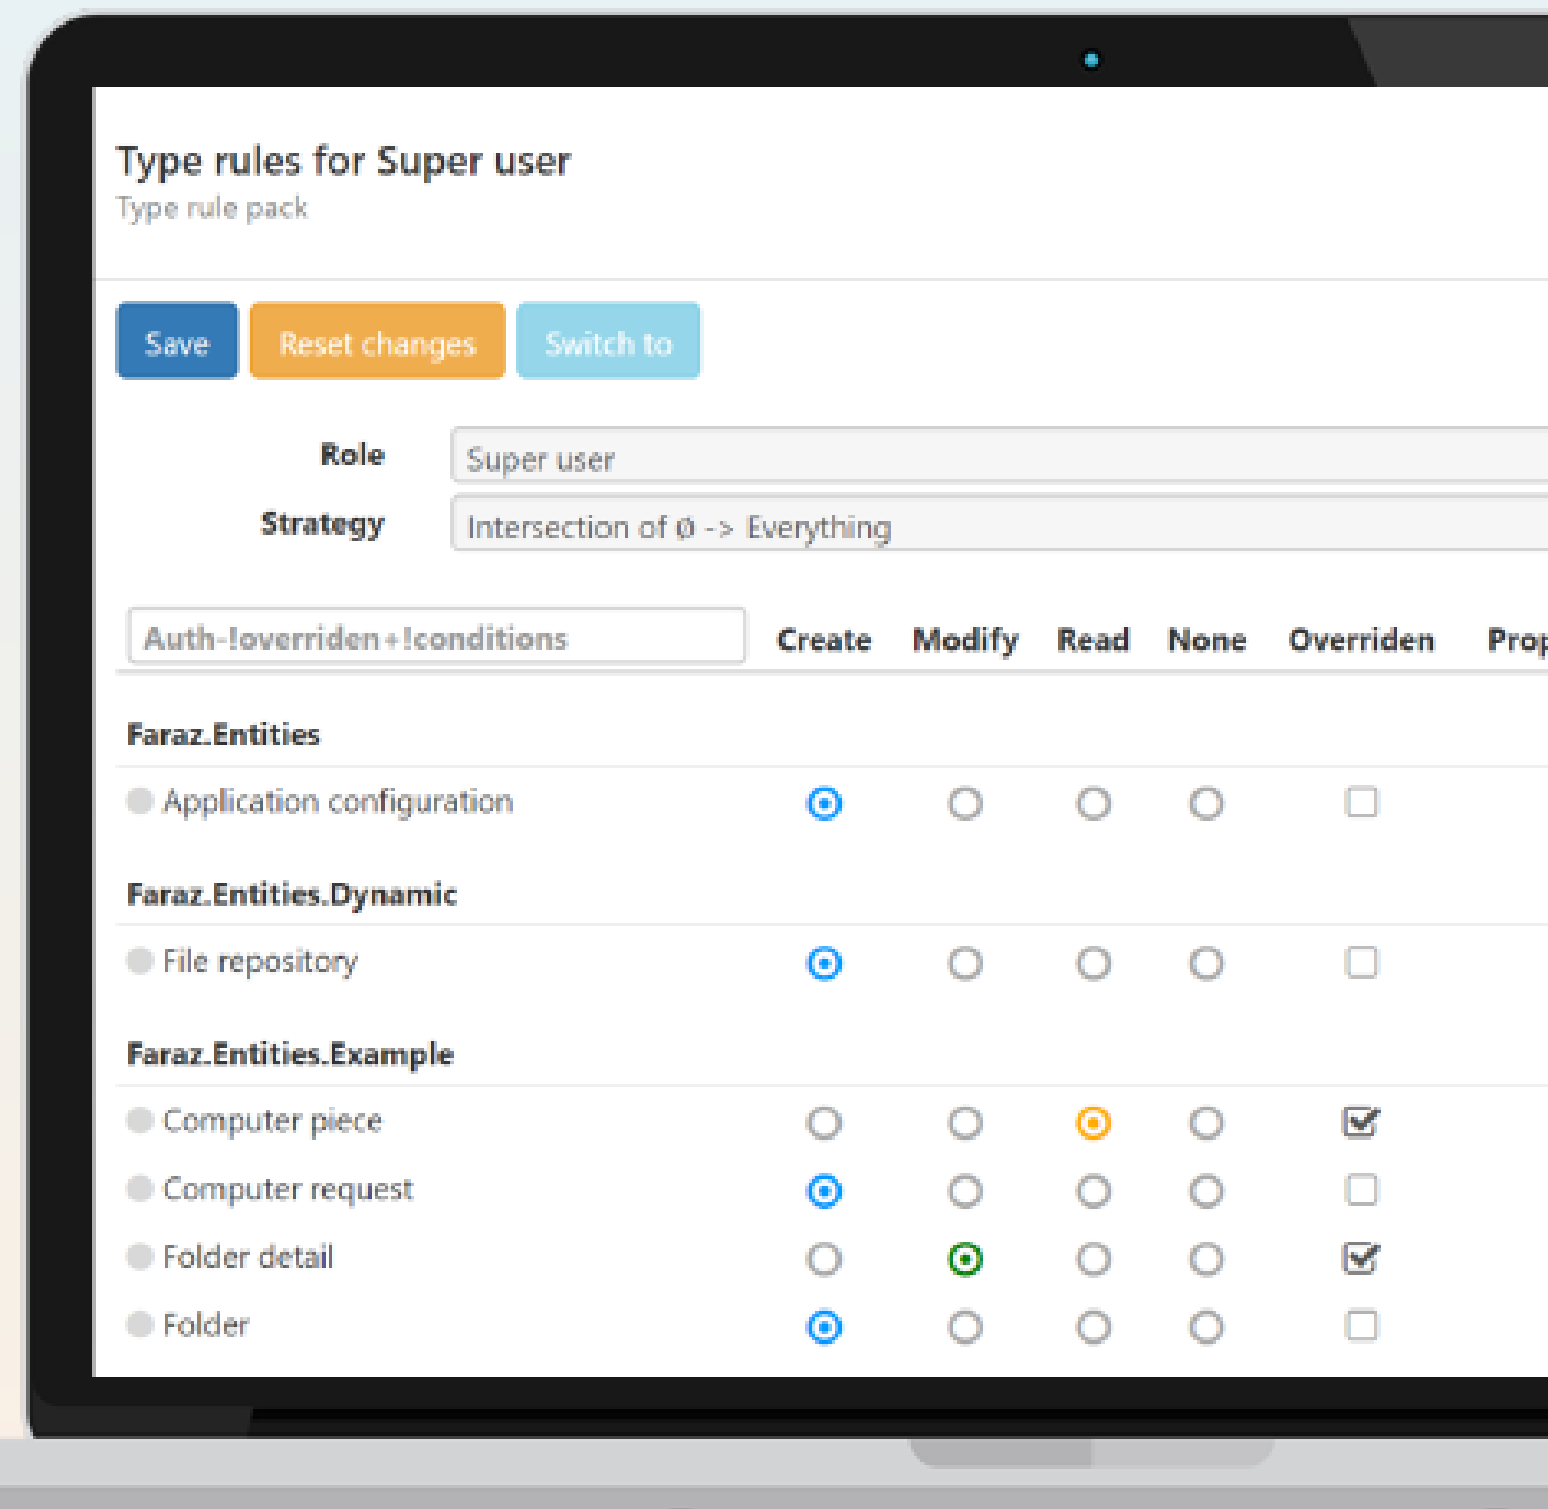 Type rules for Super user
Type rule pack
Save Reset changes Switch to
Role Super user
Strategy Intersection of ø -> Everything
Auth-!overriden+!conditions Create Modify Read None Overriden Prop
Faraz.Entities
Application configuration
Faraz.Entities.Dynamic
File repository
Faraz.Entities.Example
Computer piece
Computer request
Folder detail
Folder